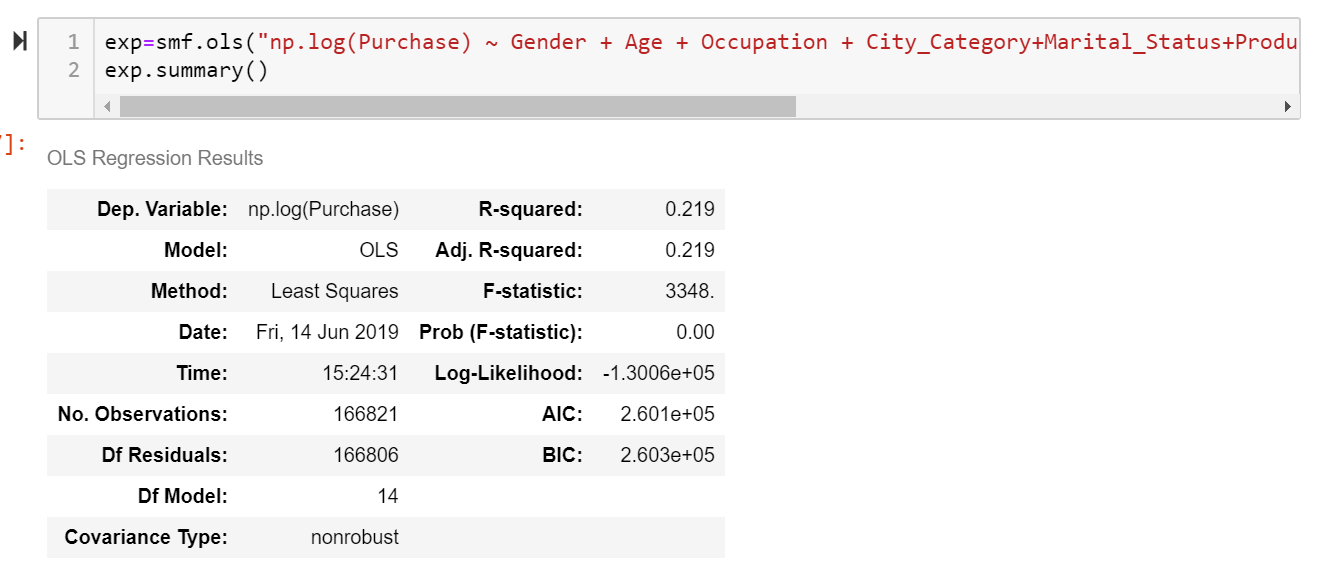 1 exp=smf.ols("np.log(Purchase) ~ Gender + Age + Occupation + City_Category+Marital_Status+Produ
2 exp.summary()
]:
OLS Regression Results
Dep. Variable: np.log(Purchase) R-squared: 0.219
Model: OLS Adj. R-squared: 0.219
Method: Least Squares F-statistic: 3348.
Date: Fri, 14 Jun 2019 Prob (F-statistic): 0.00
Time: 15:24:31 Log-Likelihood: -1.3006e+05
No. Observations: 166821 AIC: 2.601e+05
Df Residuals: 166806 BIC: 2.603e+05
Df Model: 14
Covariance Type: nonrobust